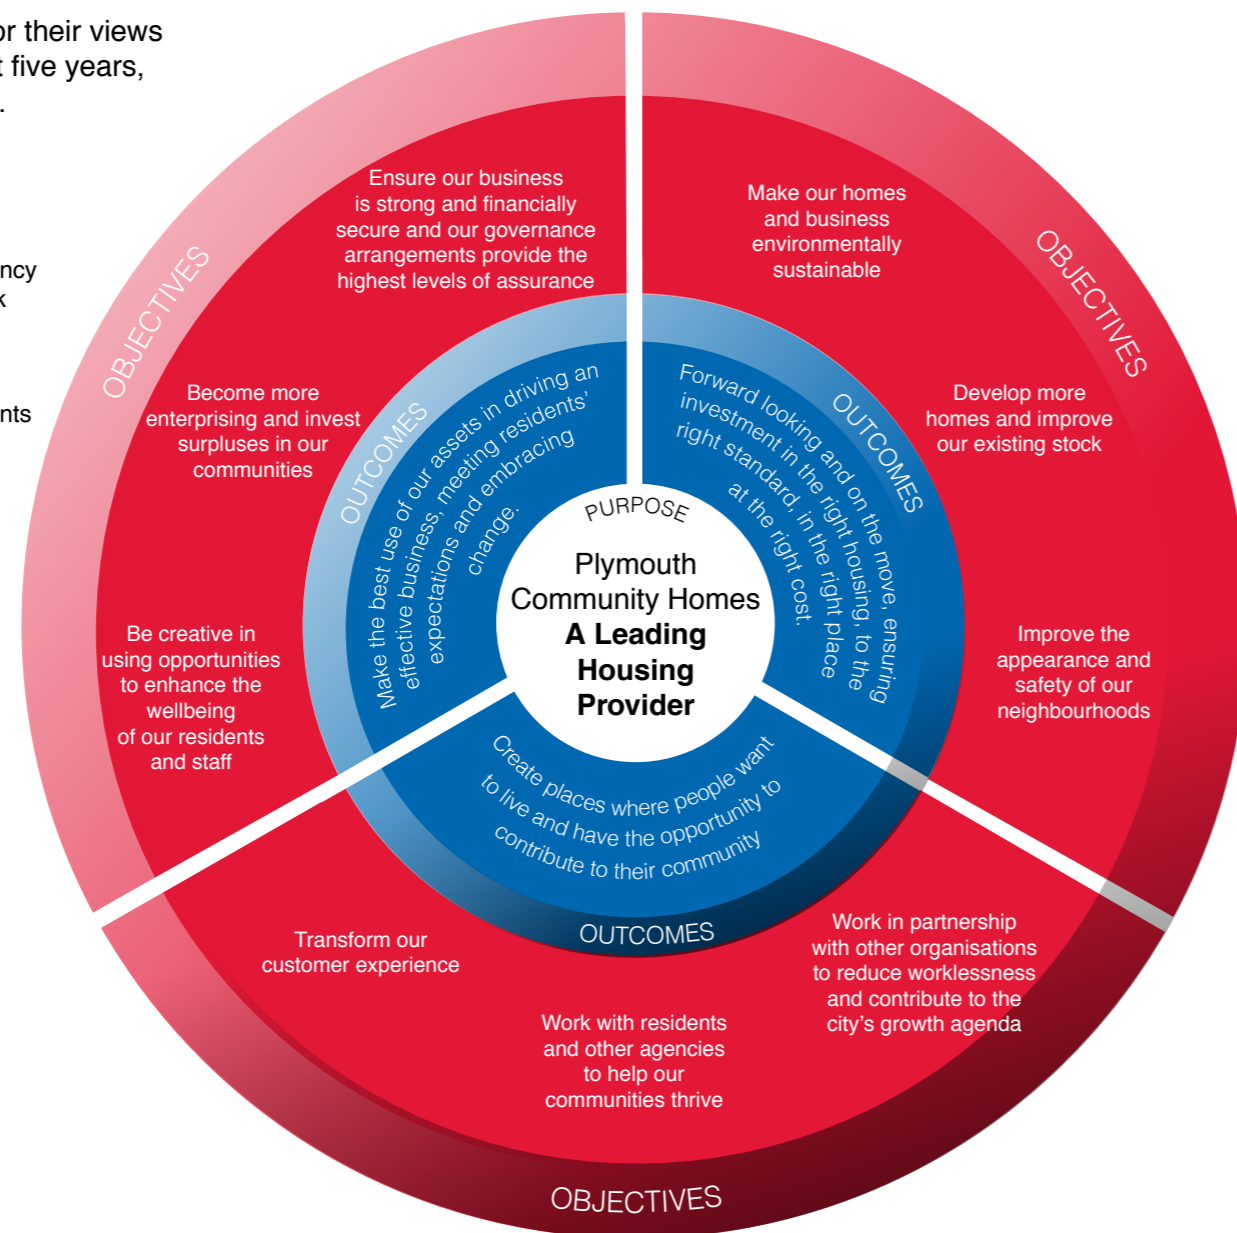 or their views
t five years,
.
ncy
k
nts
OBJECTIVES
Ensure our business
is strong and financially
secure and our governance
arrangements provide the
highest levels of assurance
Become more
enterprising and invest
surpluses in our
communities
Be creative in
using opportunities
to enhance the
wellbeing
of our residents
and staff
OUTCOMES
Make the best use of our assets in driving an
effective business, meeting residents'
expectations and embracing
change.
OBJECTIVES
Make our homes
and business
environmentally
sustainable
Develop more
homes and improve
our existing stock
Improve the
appearance and
safety of our
neighbourhoods
OUTCOMES
Forward looking and on the move, ensuring
investment in the right housing, to the
right standard, in the right place
at the right cost.
PURPOSE
Plymouth
Community Homes
A Leading
Housing
Provider
Create places where people want
to live and have the opportunity to
contribute to their community
OUTCOMES
Transform our
customer experience
Work with residents
and other agencies
to help our
communities thrive
Work in partnership
with other organisations
to reduce worklessness
and contribute to the
city's growth agenda
OBJECTIVES